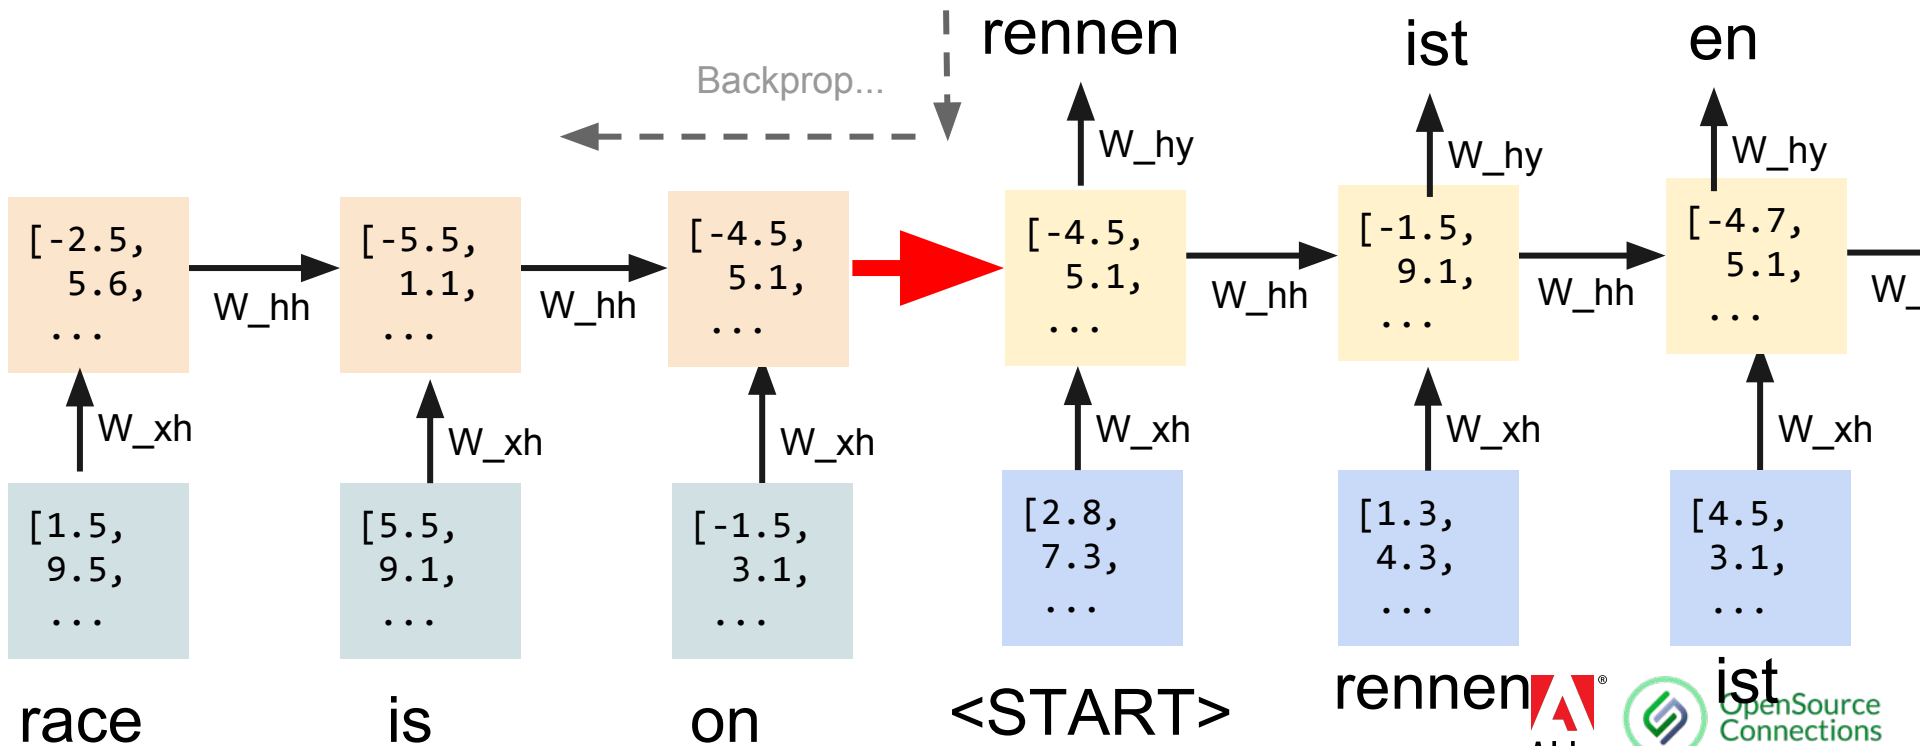 rennen
ist
en
Backprop...
W_hy
W_hy
W_hy
[-2.5,
5.6,
...
[-5.5,
1.1,
...
[-4.5,
5.1,
...
[-4.5,
5.1,
...
[-1.5,
9.1,
...
[-4.7,
5.1,
...
W_hh
W_hh
W_hh
W_hh
W_
W_xh
W_xh
W_xh
W_xh
W_xh
W_xh
[1.5,
9.5,
...
[5.5,
9.1,
...
[-1.5,
3.1,
...
[2.8,
7.3,
...
[1.3,
4.3,
...
[4.5,
3.1,
...
race
is
on
<START>
rennen
ist
OpenSource
Connections